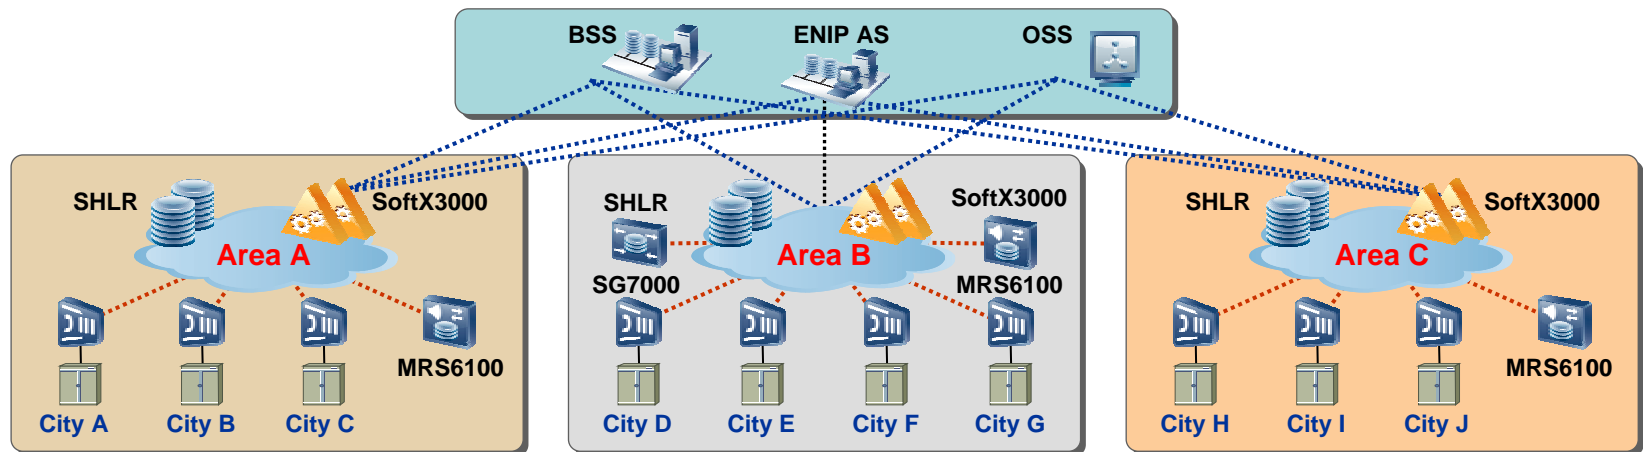 BSS
ENIP AS
OSS
SHLR
SoftX3000
Area A
MRS6100
City A
City B
City C
SHLR
SoftX3000
Area B
SG7000
MRS6100
City D
City E
City F
City G
SHLR
SoftX3000
Area C
MRS6100
City H
City I
City J